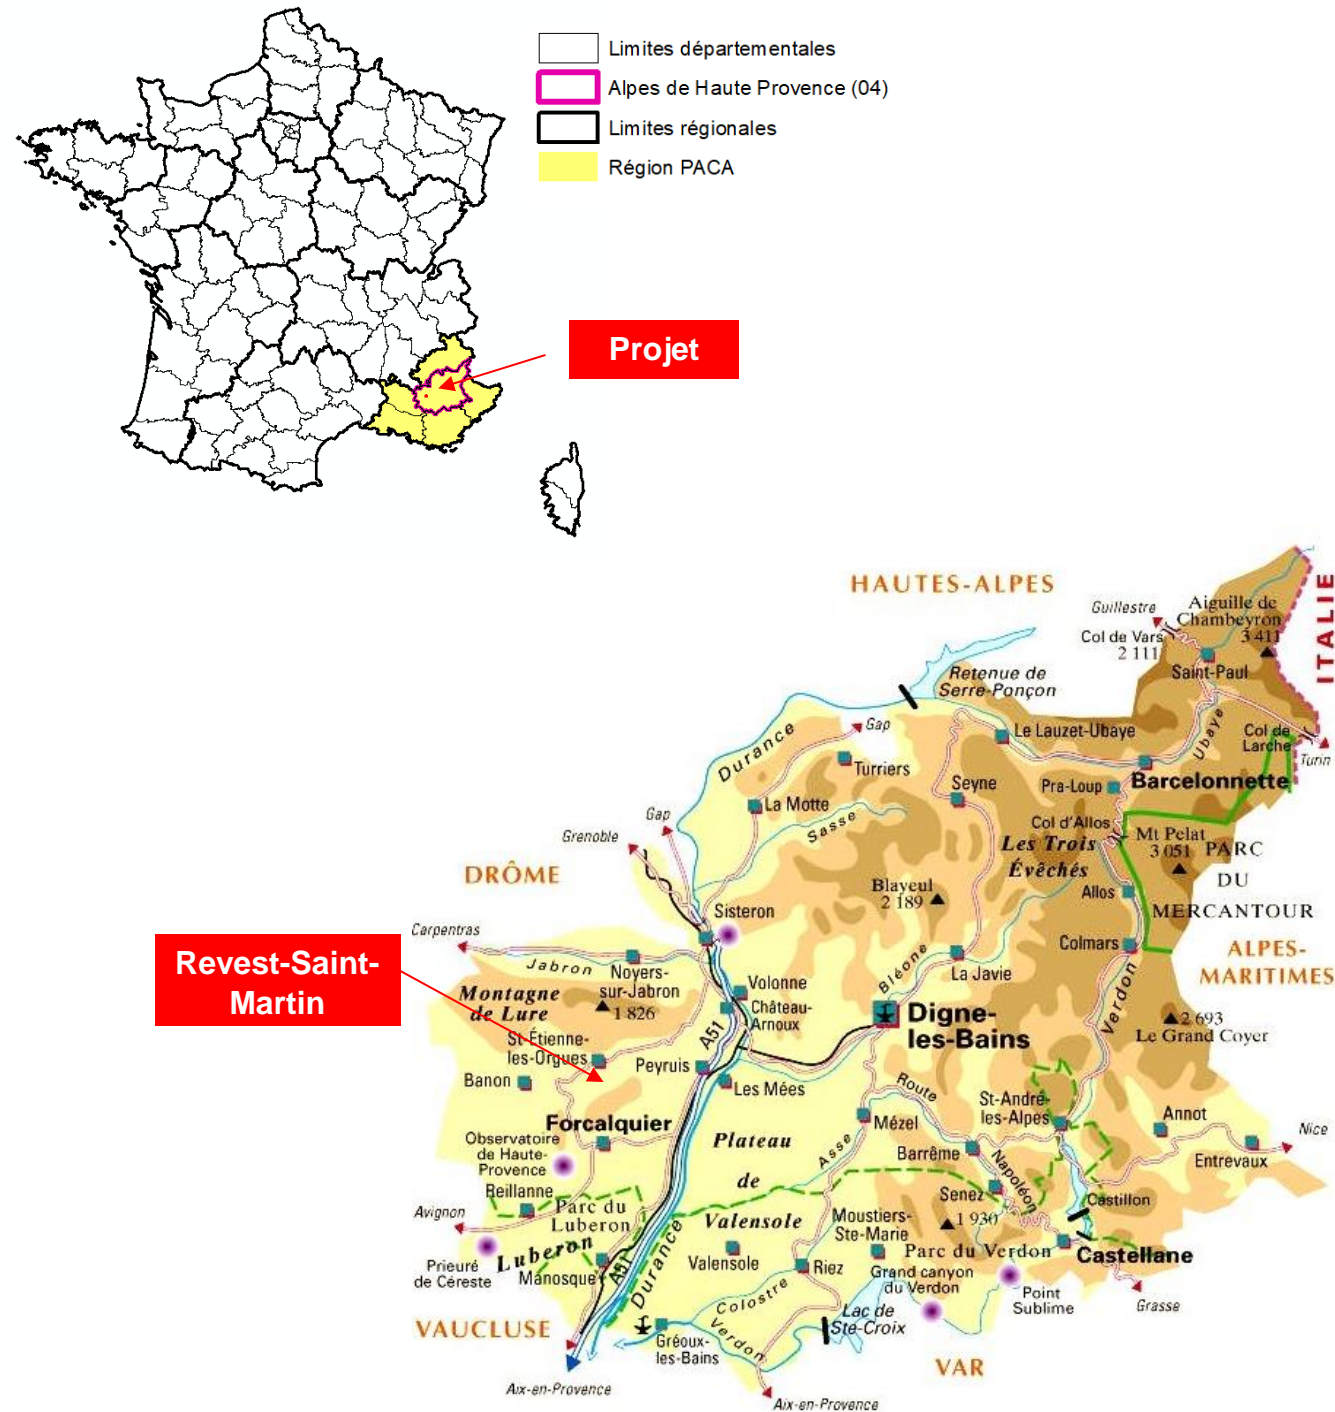 Limites départementales
Alpes de Haute Provence (04)
Limites régionales
Région PACA
Projet
HAUTES-ALPES
ITALIE
Guillestre
Aiguille de
Chambeyron
3 411
Col de Vars
2 111
Saint-Paul
Retenue de
Serre-Ponçon
Gap
Durance
Le Lauzet-Ubaye
Ubaye
Col de
Larche
Turin
Turriers
Seyne
Pra-Loup
Barcelonnette
La Motte
Sasse
Gap
Grenoble
Col d'Allos
Les Trois
Évêchés
Mt Pelat
3 051
PARC
DU
MERCANTOUR
DRÔME
Blayeul
2 189
Allos
Sisteron
Carpentras
Colmars
ALPES-
MARITIMES
Revest-Saint-
Martin
Jabron
Noyers-
sur-Jabron
Bléone
La Javie
Verdon
Montagne
de Lure
1 826
Volonne
Château-
Arnoux
Digne-
les-Bains
2 693
Le Grand Coyer
A51
St-Étienne-
les-Orgues
Peyruis
Banon
Les Mées
Route
Napoléon
St-André-
les-Alpes
Annot
Nice
Forcalquier
Mézel
Observatoire
de Haute-
Provence
Plateau
de
Valensole
Asse
Barrême
Entrevaux
Reillanne
Senez
Castillon
Avignon
Parc du
Luberon
Moustiers-
Ste-Marie
1 930
Parc du Verdon
Castellane
Prieuré
de Céreste
Luberon
Manosque
A51
Durance
Valensole
Riez
Grand canyon
du Verdon
Point
Sublime
Grasse
Colostre
Verdon
Lac de
Ste-Croix
VAUCLUSE
Gréoux-
les-Bains
VAR
Aix-en-Provence
Aix-en-Provence